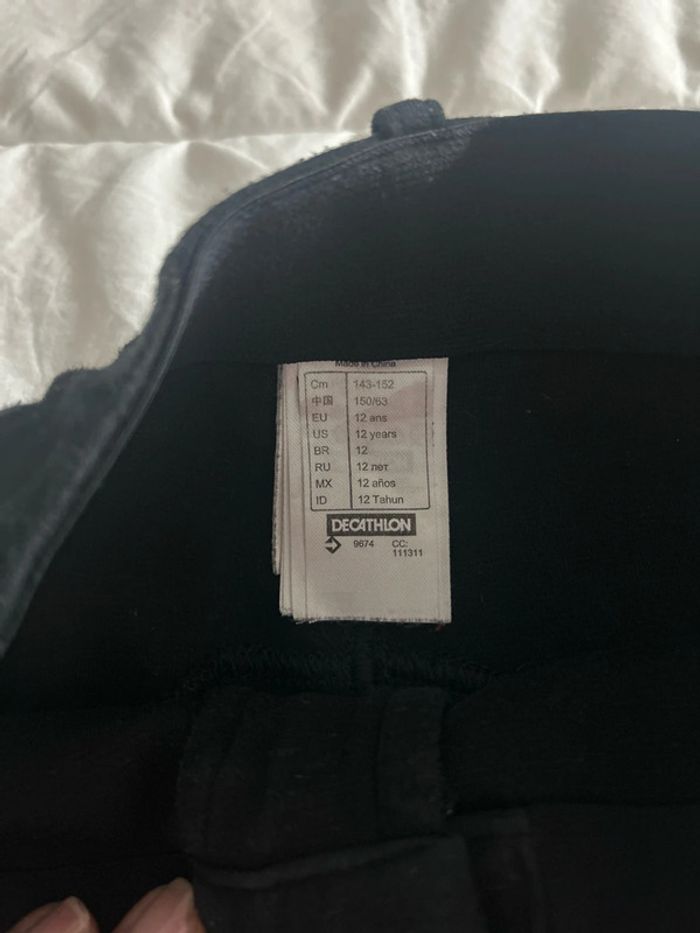 Made in China
Cm 143-152
中国 150/63
EU 12 ans
US 12 years
BR 12
RU 12 лет
MX 12 años
ID 12 Tahun
DECATHLON
9674 CC:
111311